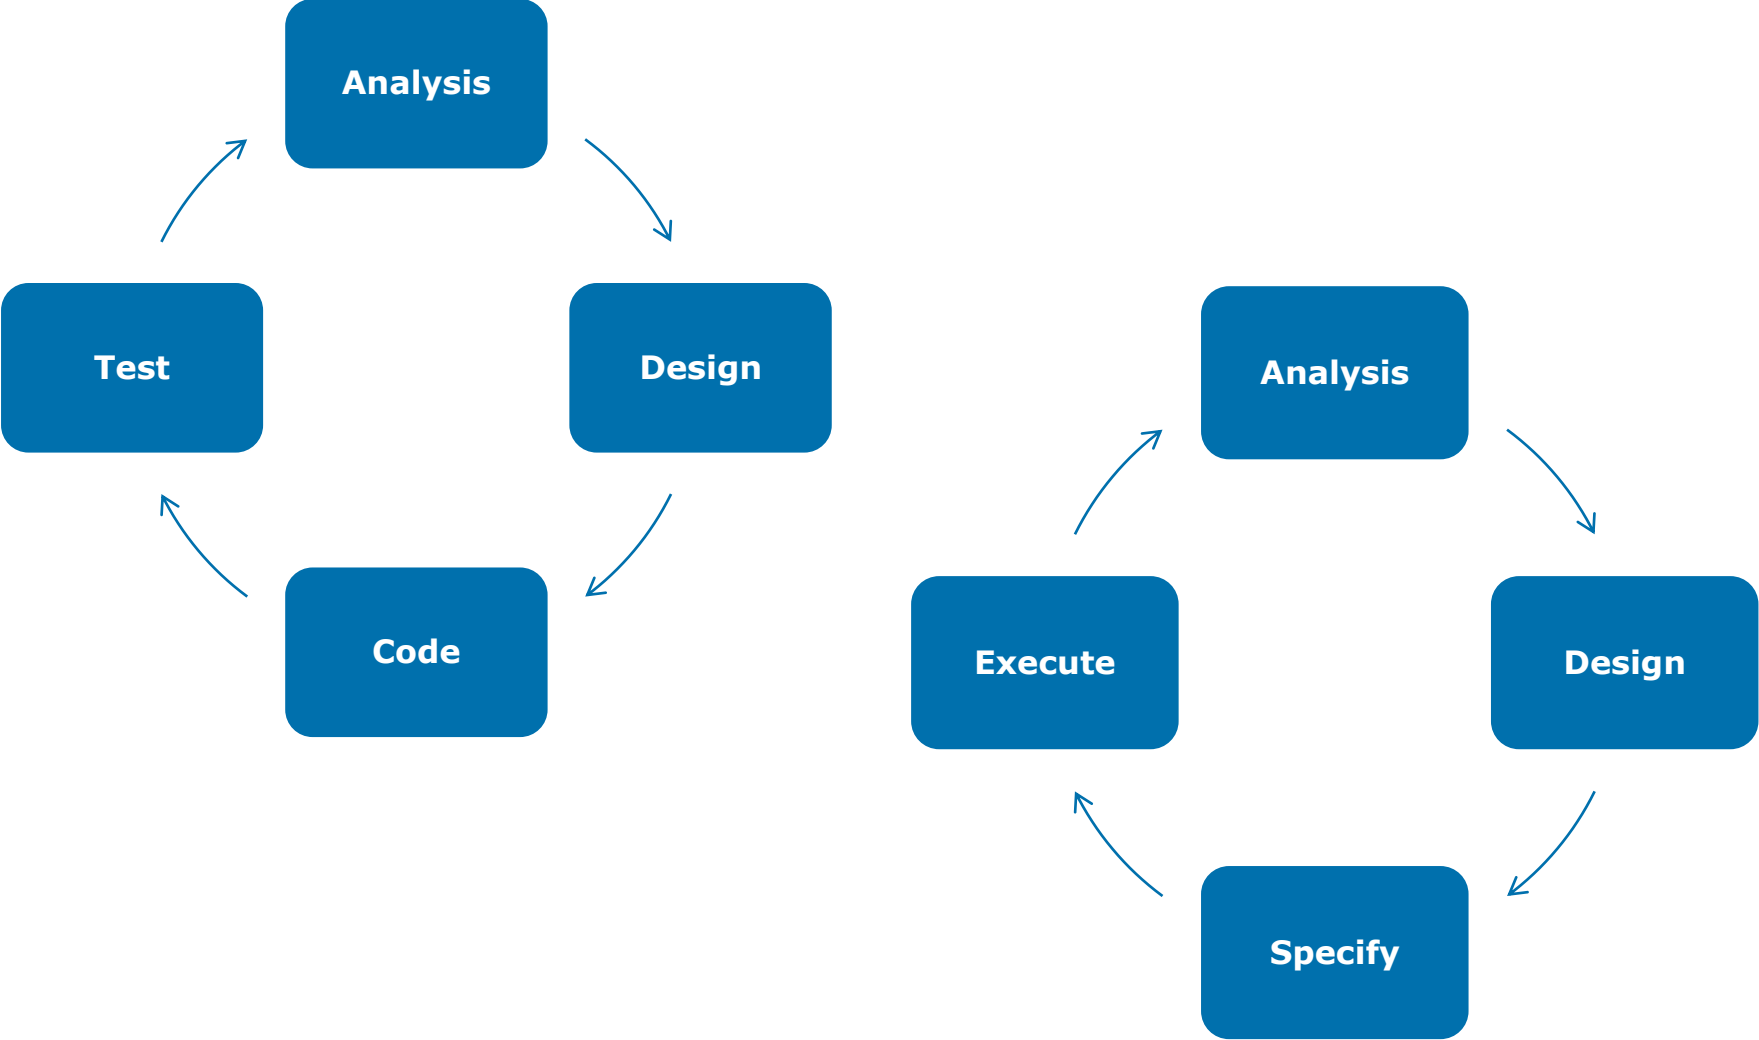 Analysis
Test
Design
Code
Analysis
Execute
Design
Specify